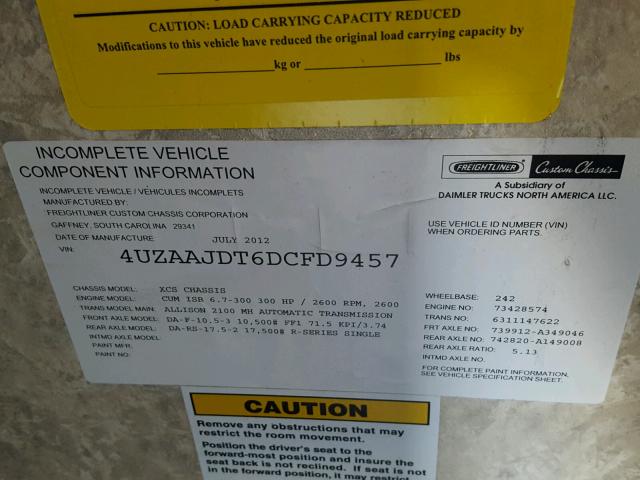 CAUTION: LOAD CARRYING CAPACITY REDUCED
Modifications to this vehicle have reduced the original load carrying capacity by
kg or lbs
INCOMPLETE VEHICLE
COMPONENT INFORMATION
INCOMPLETE VEHICLE / VÉHICULES INCOMPLETS
MANUFACTURED BY:
FREIGHTLINER CUSTOM CHASSIS CORPORATION
GAFFNEY, SOUTH CAROLINA 29341
DATE OF MANUFACTURE JULY 2012
VIN: 4UZAAJDT6DCFD9457
CHASSIS MODEL: XCS CHASSIS
ENGINE MODEL: CUM ISB 6.7-300 300 HP / 2600 RPM, 2600
TRANS MODEL MAIN: ALLISON 2100 MH AUTOMATIC TRANSMISSION
FRONT AXLE MODEL: DA-F-10.5-3 10,500# FF1 71.5 KPI/3.74
REAR AXLE MODEL: DA-RS-17.5-2 17,500# R-SERIES SINGLE
INTMD AXLE MODEL:
PAINT MFR:
PAINT NO:
FREIGHTLINER Custom Chassis
A Subsidiary of
DAIMLER TRUCKS NORTH AMERICA LLC.
USE VEHICLE ID NUMBER (VIN)
WHEN ORDERING PARTS.
WHEELBASE: 242
ENGINE NO: 73428574
TRANS NO: 6311147622
FRT AXLE NO: 739912-A349046
REAR AXLE NO: 742820-A149008
REAR AXLE RATIO: 5.13
INTMD AXLE NO.
FOR COMPLETE PAINT INFORMATION,
SEE VEHICLE SPECIFICATION SHEET.
CAUTION
Remove any obstructions that may
restrict the room movement.
Position the driver's seat to the
forward-most position and insure the
seat back is not reclined. If seat is not
in the forward position, it may restrict